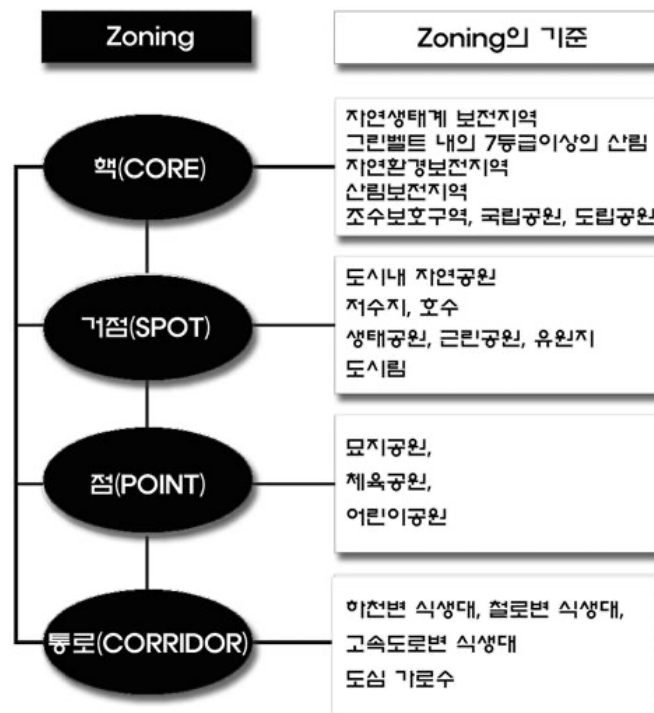 Zoning
Zoning의 기준
핵(CORE)
자연생태계 보전지역
그린벨트 내의 7등급이상의 산림
자연환경보전지역
산림보전지역
조수보호구역, 국립공원, 도립공원
거점(SPOT)
도시내 자연공원
저수지, 호수
생태공원, 근린공원, 유원지
도시림
점(POINT)
묘지공원,
체육공원,
어린이공원
통로(CORRIDOR)
하천변 식생대, 철로변 식생대,
고속도로변 식생대
도심 가로수